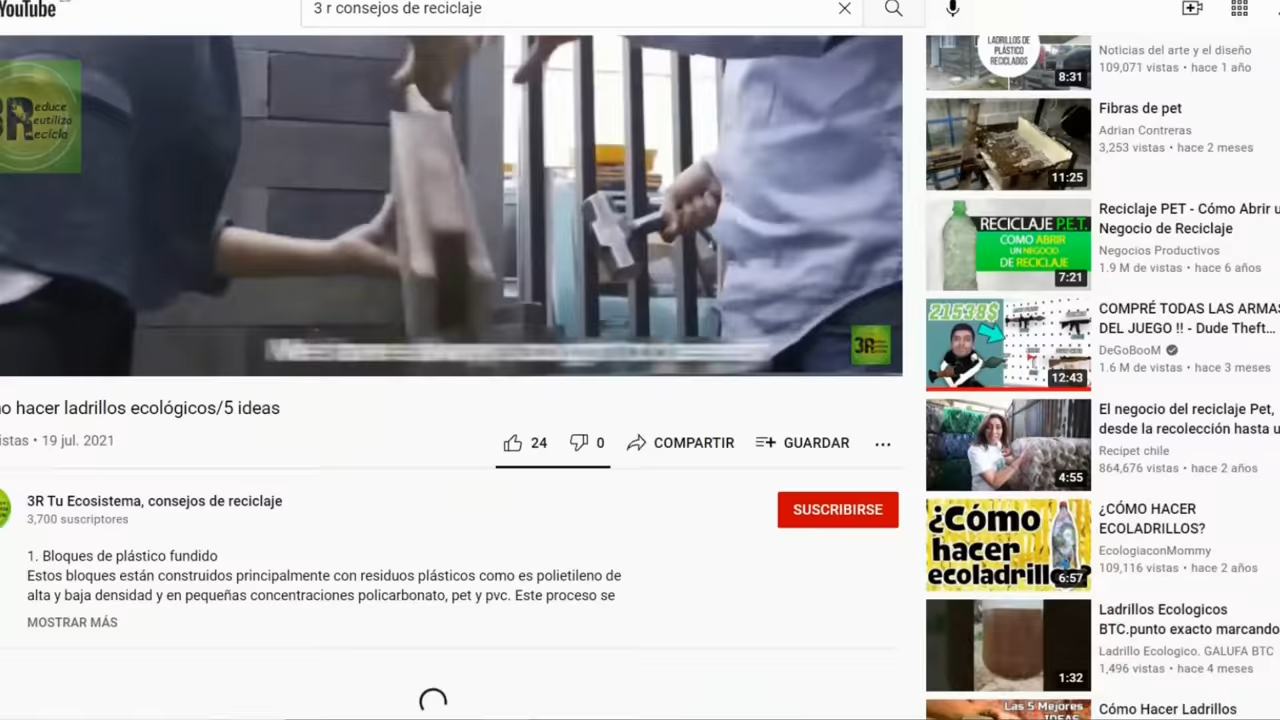 YouTube
3 r consejos de reciclaje
educe
3R eutiliza
ecicla
3R
o hacer ladrillos ecológicos/5 ideas
istas • 19 jul. 2021
24
0
COMPARTIR
GUARDAR
3R Tu Ecosistema, consejos de reciclaje
3,700 suscriptores
SUSCRIBIRSE
1. Bloques de plástico fundido
Estos bloques están construidos principalmente con residuos plásticos como es polietileno de
alta y baja densidad y en pequeñas concentraciones policarbonato, pet y pvc. Este proceso se
MOSTRAR MÁS
LADRILLOS DE
PLÁSTICO
RECICLADOS
8:31
Noticias del arte y el diseño
109,071 vistas • hace 1 año
11:25
Fibras de pet
Adrian Contreras
3,253 vistas • hace 2 meses
RECICLAJE P.E.T.
COMO ABRIR
UN NEGOCIO
DE RECICLAJE
7:21
Reciclaje PET - Cómo Abrir u
Negocio de Reciclaje
Negocios Productivos
1.9 M de vistas • hace 6 años
21538$
12:43
COMPRÉ TODAS LAS ARMAS
DEL JUEGO !! - Dude Theft...
DeGoBooM
1.6 M de vistas • hace 3 meses
4:55
El negocio del reciclaje Pet,
desde la recolección hasta u
Recipet chile
864,676 vistas • hace 2 años
¿Cómo
hacer
ecoladrill
?
6:57
¿CÓMO HACER
ECOLADRILLOS?
EcologiaconMommy
109,116 vistas • hace 2 años
1:32
Ladrillos Ecologicos
BTC.punto exacto marcando
Ladrillo Ecologico. GALUFA BTC
1,496 vistas • hace 4 meses
Las 5 Mejores
IDEAS
Cómo Hacer Ladrillos